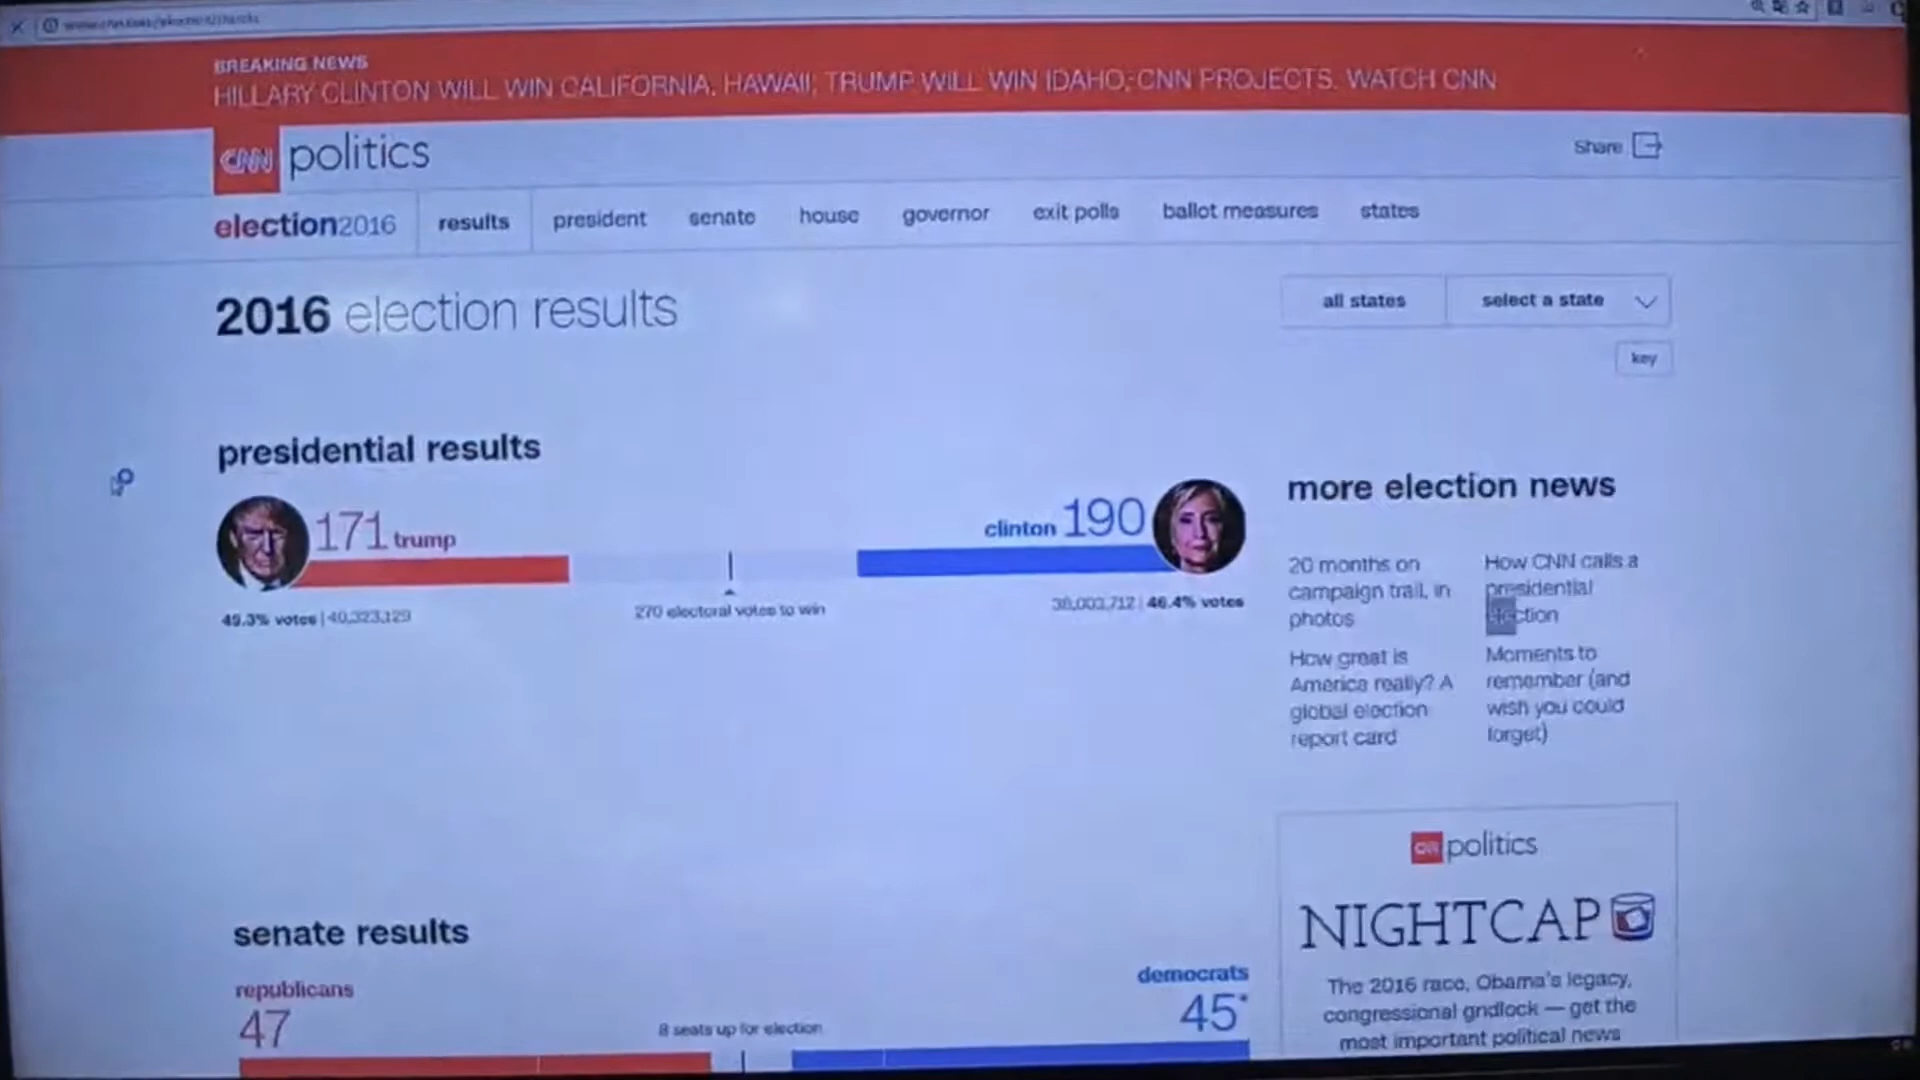 BREAKING NEWS
HILLARY CLINTON WILL WIN CALIFORNIA, HAWAII; TRUMP WILL WIN IDAHO, CNN PROJECTS. WATCH CNN
CNN politics
Share
election2016 results president senate house governor exit polls ballot measures states
2016 election results
all states select a state
key
presidential results
171 trump
clinton 190
49.3% votes | 40,323,129
270 electoral votes to win
46.4% votes
more election news
20 months on
campaign trail, in
photos
How CNN calls a
presidential
election
How great is
America really? A
global election
report card
Moments to
remember (and
wish you could
forget)
senate results
republicans
47
8 seats up for election
democrats
45*
CNN politics
NIGHTCAP
The 2016 race, Obama's legacy,
congressional gridlock — get the
most important political news